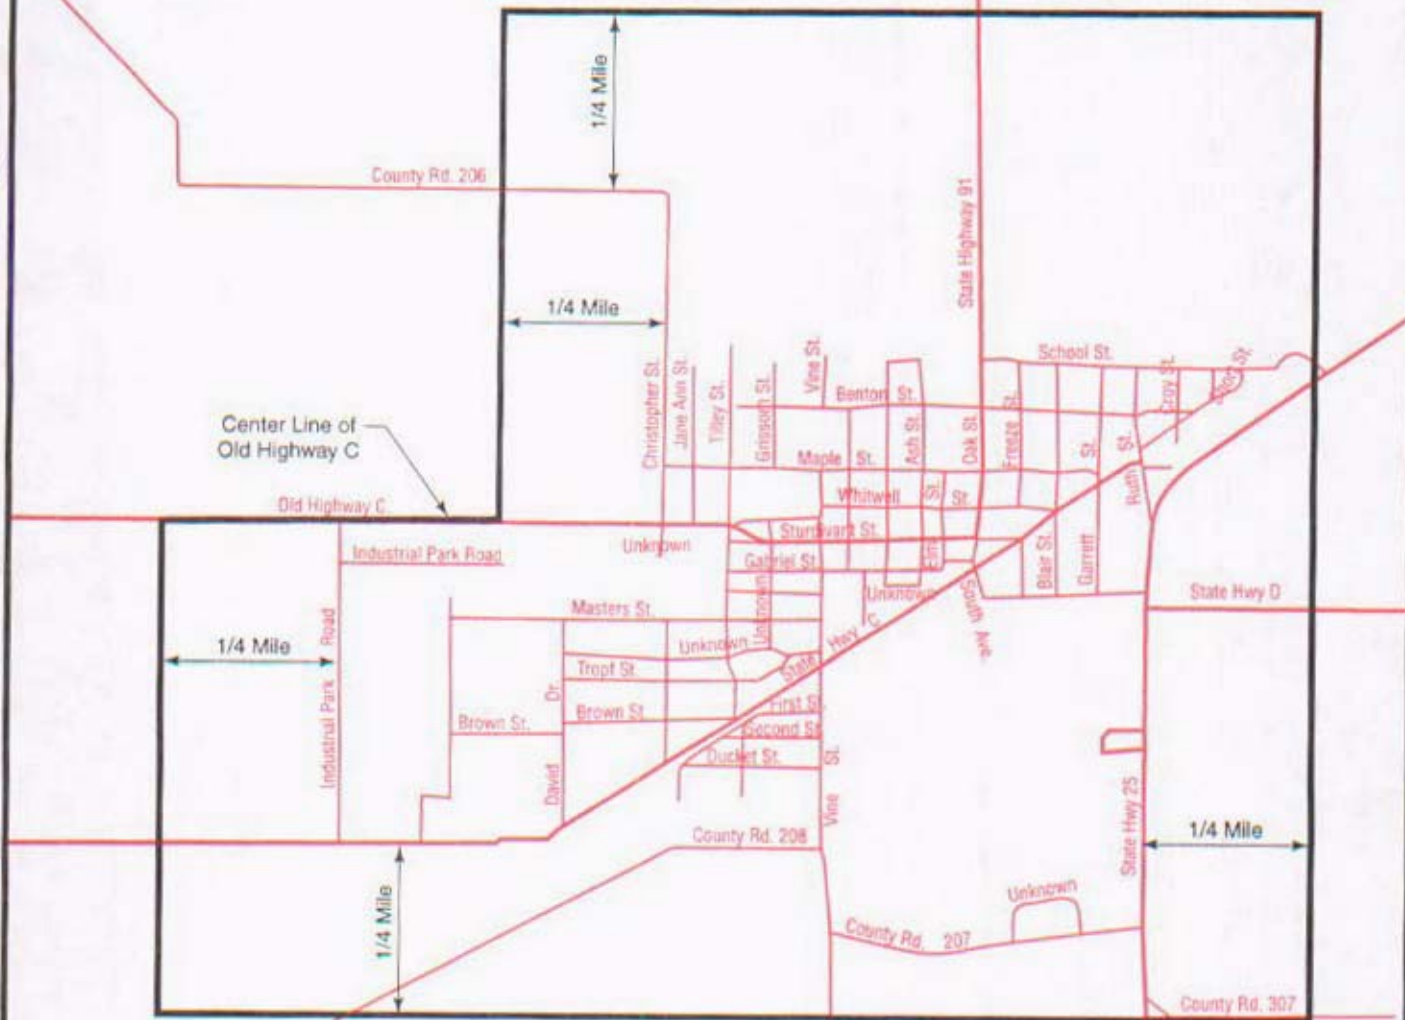 1/4 Mile
County Rd. 206
State Highway 91
1/4 Mile
Christopher St.
Jane Ann St.
Tilley St.
Grissom St.
Vine St.
School St.
Croy St.
Benton St.
Ash St.
Oak St.
Freeze St.
St.
St.
Ruth
Center Line of
Old Highway C
Maple St.
Whitwell St.
St.
Old Highway C
Sturdivant St.
Unknown
Industrial Park Road
Gabriel St.
Elm
Blair St.
Garrett
Unknown
Unknown
South Ave.
State Hwy D
Masters St.
Unknown
State Hwy C
1/4 Mile
Industrial Park Road
Tropf St.
David Dr.
Brown St.
Brown St.
First St.
Second St.
Ducket St.
Vine St.
State Hwy 25
County Rd. 208
1/4 Mile
1/4 Mile
Unknown
County Rd. 207
County Rd. 307